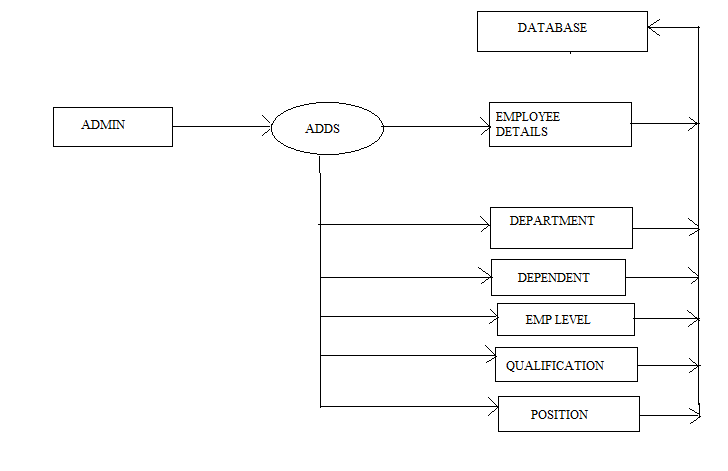 DATABASE
ADMIN
ADDS
EMPLOYEE
DETAILS
DEPARTMENT
DEPENDENT
EMP LEVEL
QUALIFICATION
POSITION